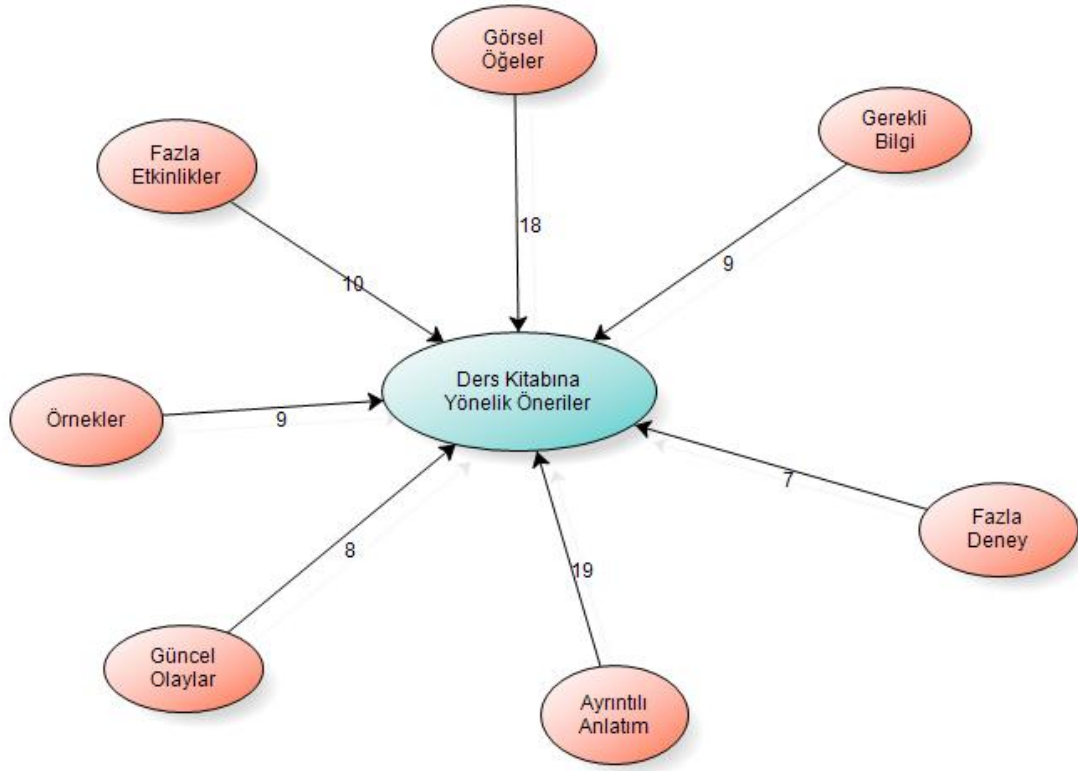 Görsel
Öğeler
Gerekli
Bilgi
Fazla
Etkinlikler
18
9
10
Ders Kitabına
Yönelik Öneriler
Örnekler
9
7
Fazla
Deney
8
19
Güncel
Olaylar
Ayrıntılı
Anlatım